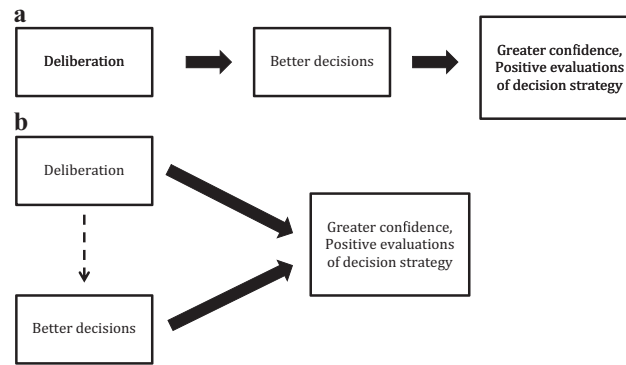 a
Deliberation
Better decisions
Greater confidence,
Positive evaluations
of decision strategy
b
Deliberation
Greater confidence,
Positive evaluations
of decision strategy
Better decisions